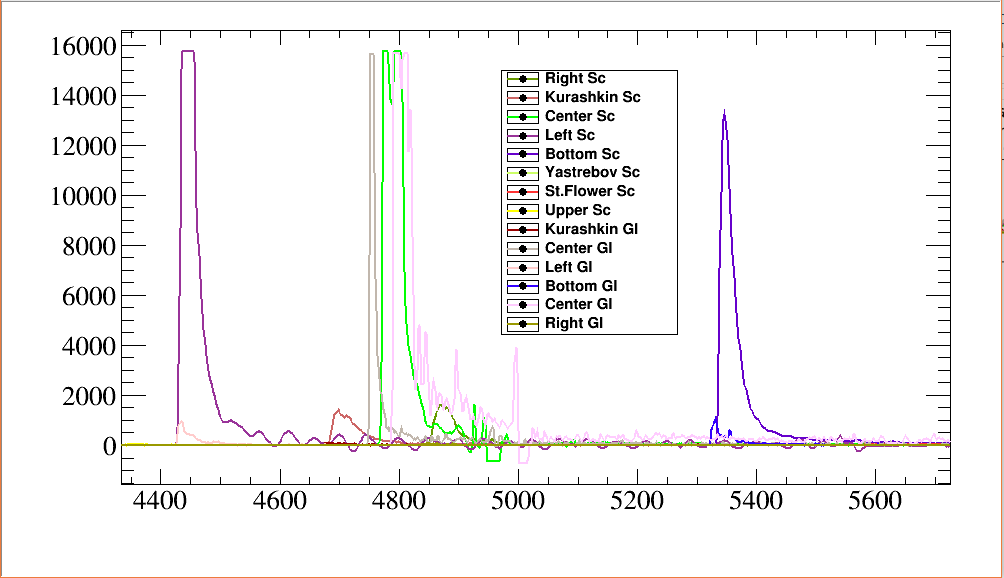 16000
14000
12000
10000
8000
6000
4000
2000
0
Right Sc
Kurashkin Sc
Center Sc
Left Sc
Bottom Sc
Yastrebov Sc
St.Flower Sc
Upper Sc
Kurashkin Gl
Center Gl
Left Gl
Bottom Gl
Center Gl
Right Gl
4400 4600 4800 5000 5200 5400 5600